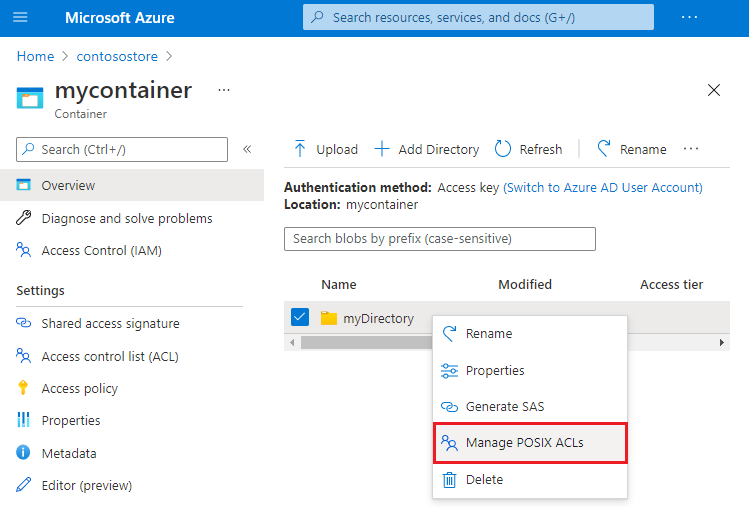 Microsoft Azure
Search resources, services, and docs (G+/)
...
Home > contosostore >
mycontainer ...
Container
Search (Ctrl+/) «
Overview
Diagnose and solve problems
Access Control (IAM)
Settings
Shared access signature
Access control list (ACL)
Access policy
Properties
Metadata
Editor (preview)
Upload Add Directory Refresh Rename ...
Authentication method: Access key (Switch to Azure AD User Account)
Location: mycontainer
Search blobs by prefix (case-sensitive)
Name Modified Access tier
myDirectory
Rename
Properties
Generate SAS
Manage POSIX ACLs
Delete